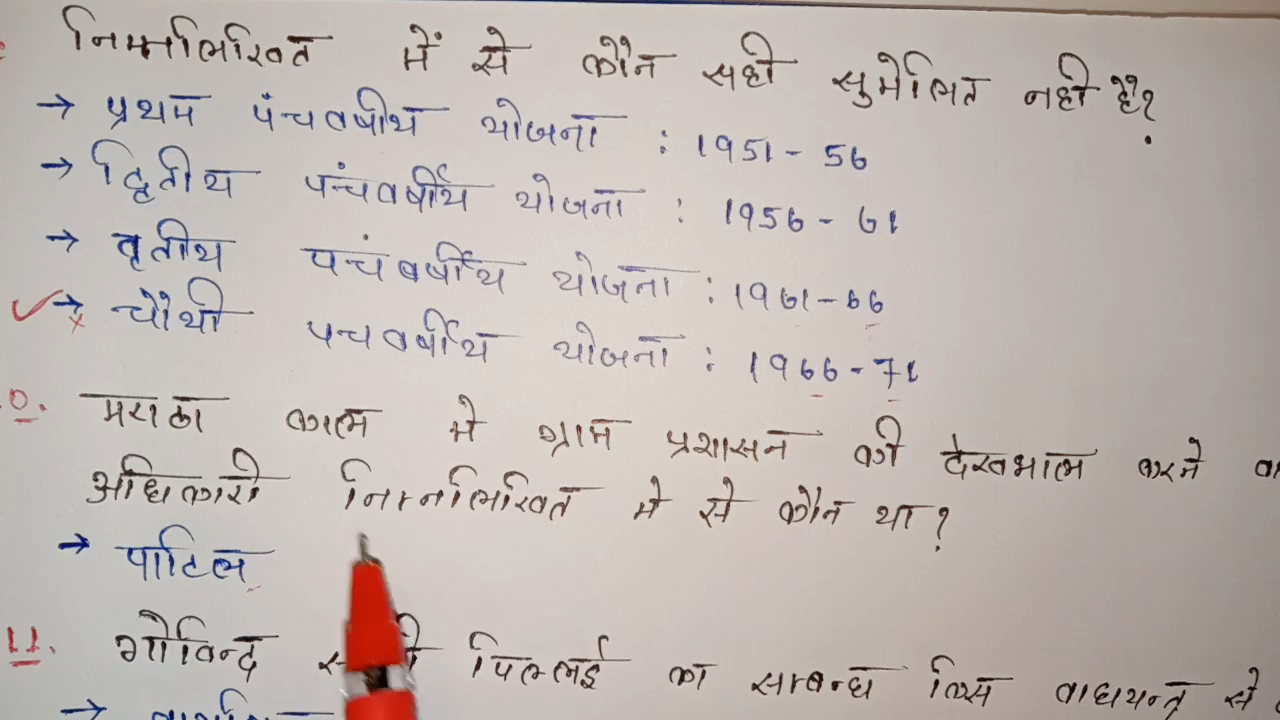 निम्नलिखित में से कौन सही सुमेलित नही है?
→ प्रथम पंचवर्षीय योजना : 1951 - 56
→ द्वितीय पंचवर्षीय योजना : 1956 - 61
→ तृतीय पंचवर्षीय योजना : 1961-66
→ चौथी पंचवर्षीय योजना : 1966-71
0. मराठा काल मे ग्राम प्रशासन की देखभाल करने
अधिकारी निम्नलिखित मे से कौन था?
→ पाटिल
11. गोविन्द पिल्लई का सम्बन्ध किस वाद्ययन्त्र से
→